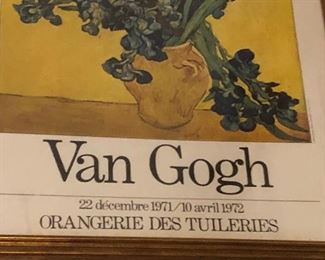 Van Gogh
22 décembre 1971/10 avril 1972
ORANGERIE DES TUILERIES